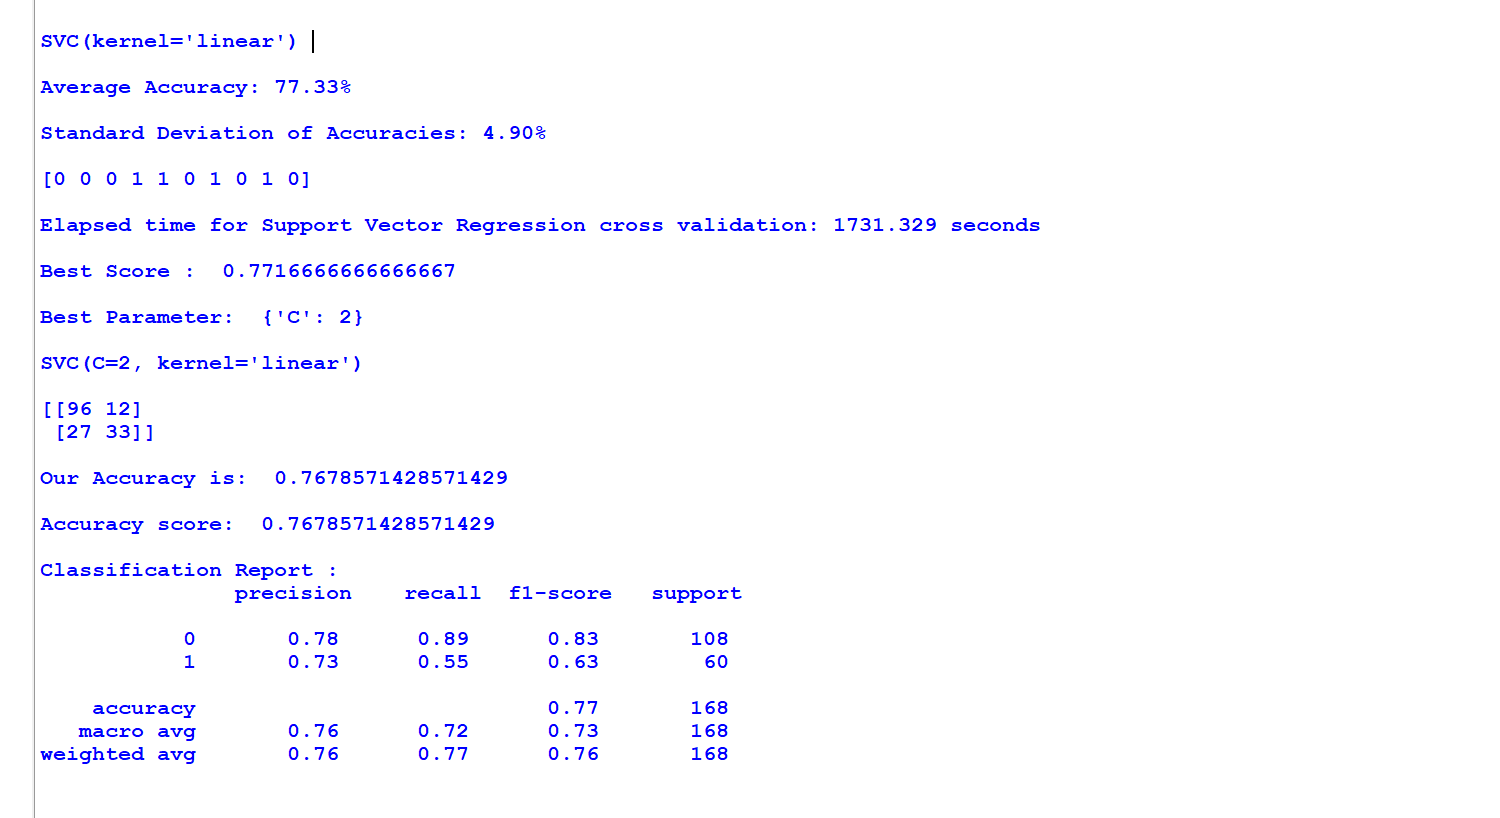 SVC(kernel='linear')
Average Accuracy: 77.33%
Standard Deviation of Accuracies: 4.90%
[0 0 0 1 1 0 1 0 1 0]
Elapsed time for Support Vector Regression cross validation: 1731.329 seconds
Best Score :  0.7716666666666667
Best Parameter:  {'C': 2}
SVC(C=2, kernel='linear')
[[96 12]
 [27 33]]
Our Accuracy is:  0.7678571428571429
Accuracy score:  0.7678571428571429
Classification Report :
               precision    recall  f1-score   support
           0       0.78      0.89      0.83       108
           1       0.73      0.55      0.63        60
    accuracy                           0.77       168
   macro avg       0.76      0.72      0.73       168
weighted avg       0.76      0.77      0.76       168